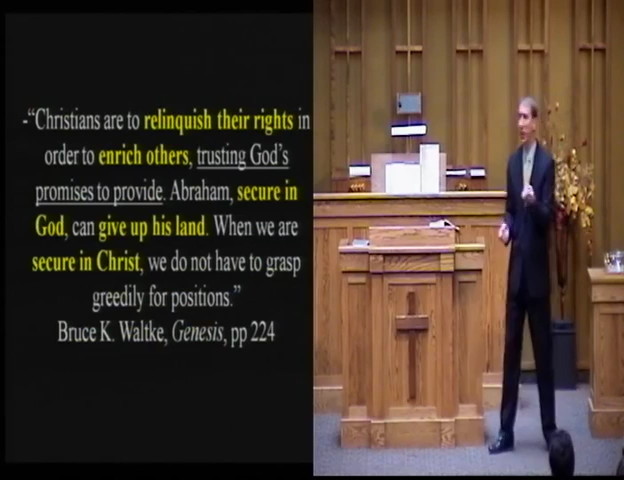 -“Christians are to relinquish their rights in
order to enrich others, trusting God’s
promises to provide. Abraham, secure in
God, can give up his land. When we are
secure in Christ, we do not have to grasp
greedily for positions.”
Bruce K. Waltke, Genesis, pp 224